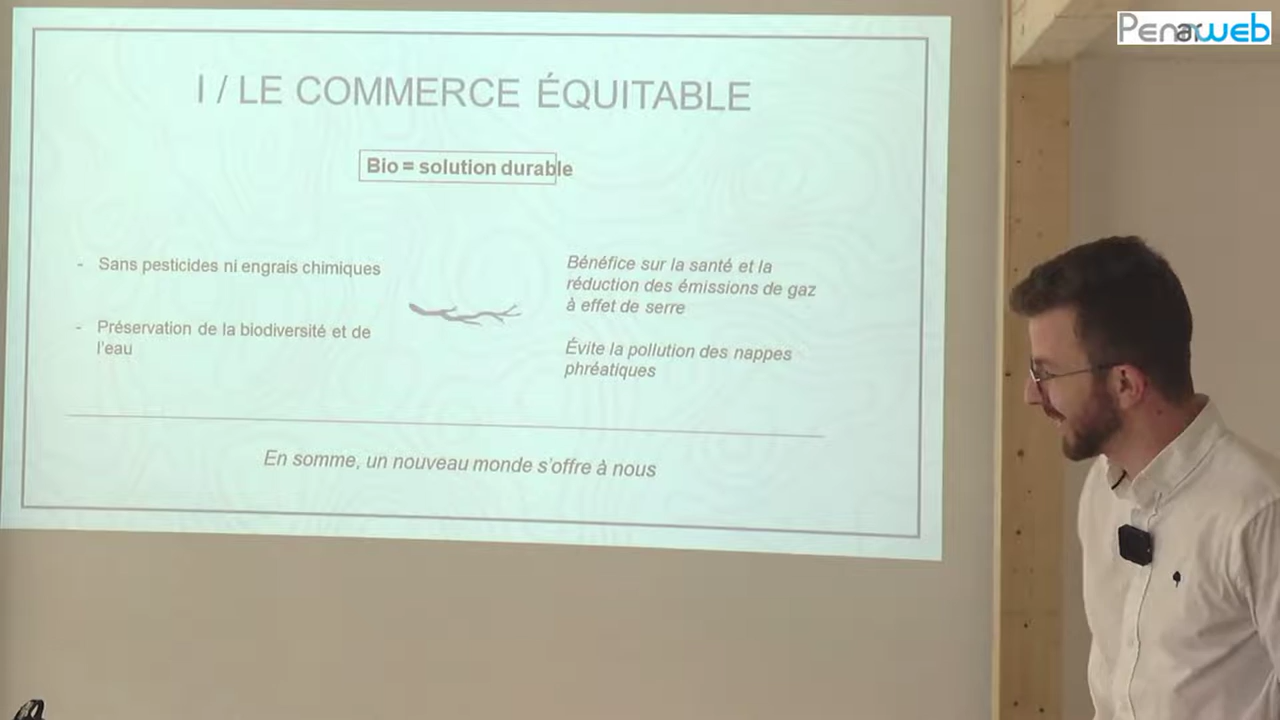 Penarweb
I / LE COMMERCE ÉQUITABLE
Bio = solution durable
- Sans pesticides ni engrais chimiques
- Préservation de la biodiversité et de
l'eau
Bénéfice sur la santé et la
réduction des émissions de gaz
à effet de serre
Évite la pollution des nappes
phréatiques
En somme, un nouveau monde s'offre à nous